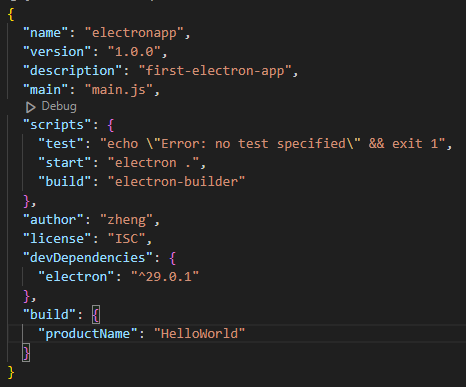 {
"name": "electronapp",
"version": "1.0.0",
"description": "first-electron-app",
"main": "main.js",
Debug
"scripts": {
"test": "echo \"Error: no test specified\" && exit 1",
"start": "electron .",
"build": "electron-builder"
},
"author": "zheng",
"license": "ISC",
"devDependencies": {
"electron": "^29.0.1"
},
"build": {
"productName": "HelloWorld"
}
}